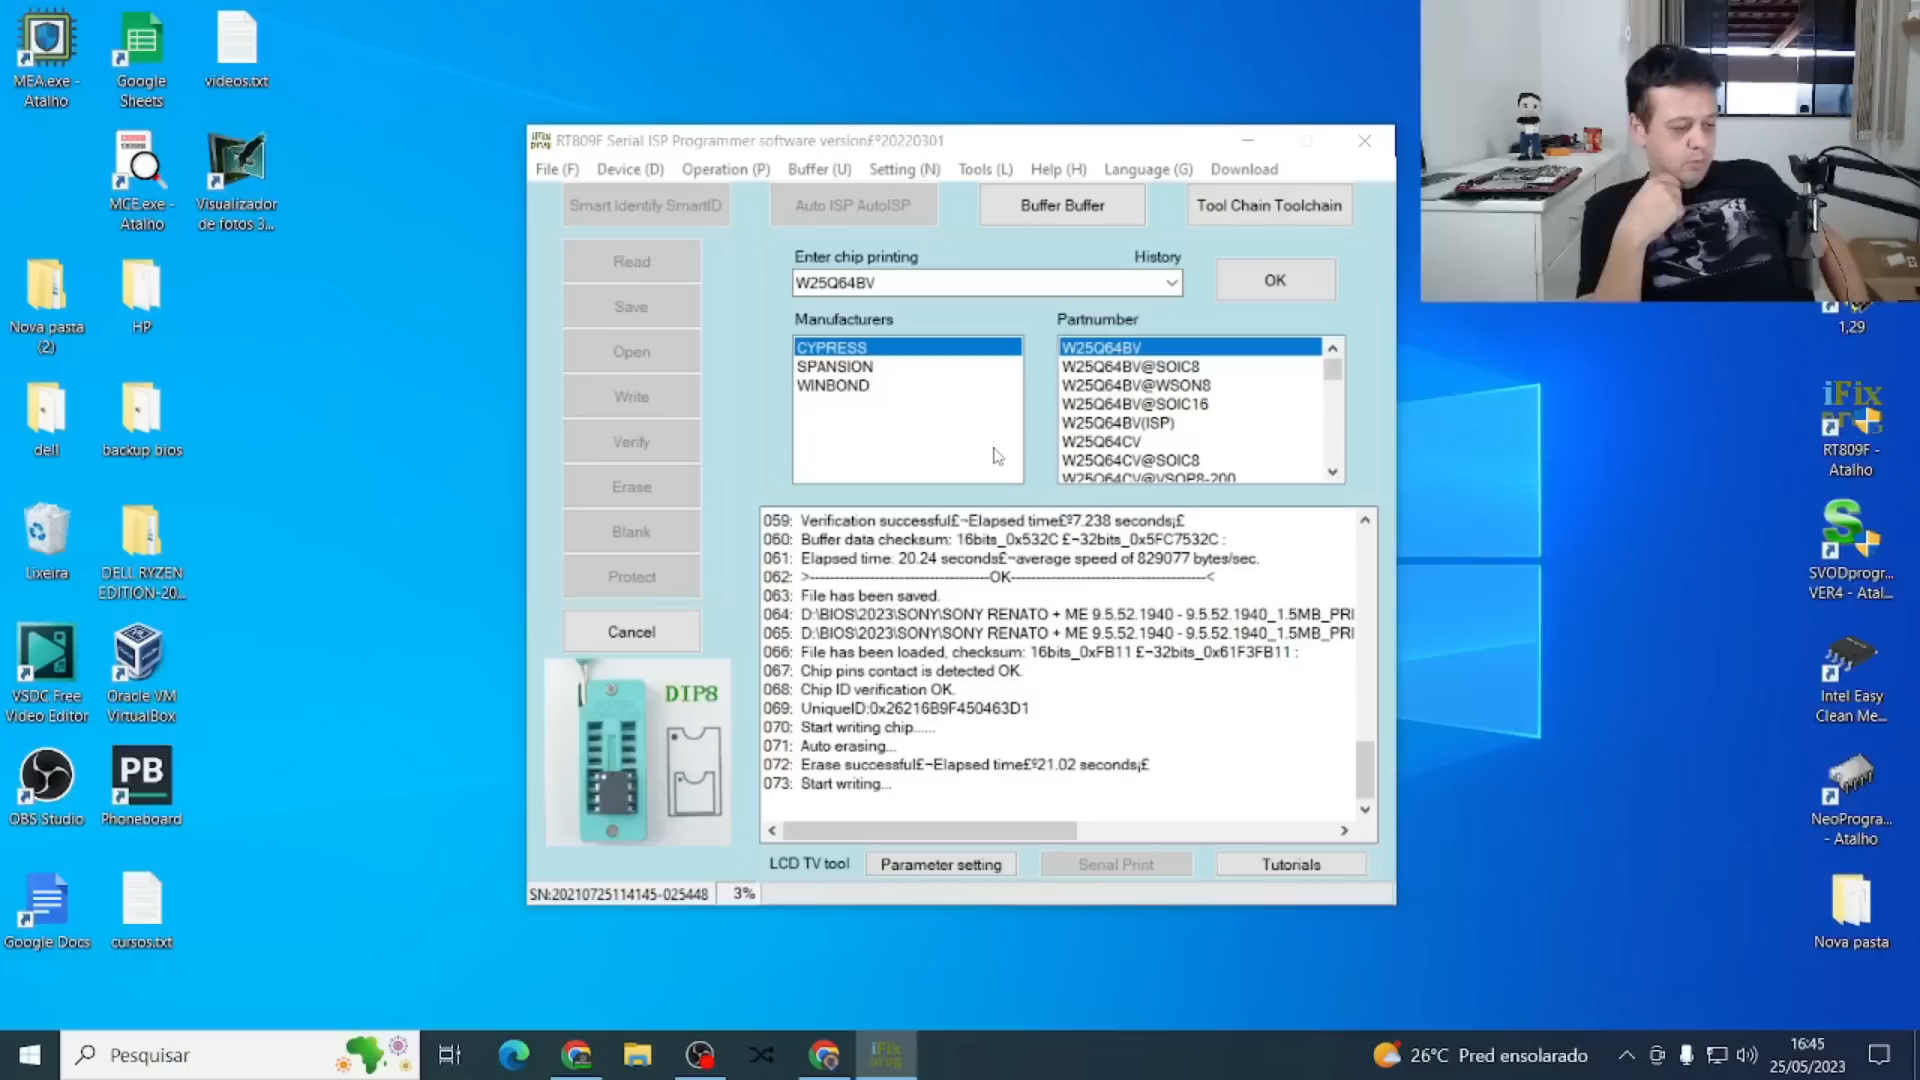 MEA.exe -
Atalho
Google
Sheets
videos.txt
MCE.exe -
Atalho
Visualizador
de fotos 3...
Nova pasta
(2)
HP
dell
backup bios
Lixeira
DELL RYZEN
EDITION-20...
VSDC Free
Video Editor
Oracle VM
VirtualBox
OBS Studio
PB
Phoneboard
Google Docs
cursos.txt
RT809F Serial ISP Programmer software version£º20220301
File (F) Device (D) Operation (P) Buffer (U) Setting (N) Tools (L) Help (H) Language (G) Download
Smart Identify SmartID
Auto ISP AutoISP
Buffer Buffer
Tool Chain Toolchain
Read
Save
Open
Write
Verify
Erase
Blank
Protect
Cancel
DIP8
Enter chip printing
History
W25Q64BV
OK
Manufacturers
CYPRESS
SPANSION
WINBOND
Partnumber
W25Q64BV
W25Q64BV@SOIC8
W25Q64BV@WSON8
W25Q64BV@SOIC16
W25Q64BV(ISP)
W25Q64CV
W25Q64CV@SOIC8
W25Q64CV@VSOP8-200
059: Verification successful£¬Elapsed time£º7.238 seconds¡£
060: Buffer data checksum: 16bits_0x532C £¬32bits_0x5FC7532C :
061: Elapsed time: 20.24 seconds£¬average speed of 829077 bytes/sec.
062: >-----------------------------------OK-----------------------------------<
063: File has been saved.
064: D:\BIOS\2023\SONY\SONY RENATO + ME 9.5.52.1940 - 9.5.52.1940_1.5MB_PRI
065: D:\BIOS\2023\SONY\SONY RENATO + ME 9.5.52.1940 - 9.5.52.1940_1.5MB_PRI
066: File has been loaded, checksum: 16bits_0xFB11 £¬32bits_0x61F3FB11 :
067: Chip pins contact is detected OK.
068: Chip ID verification OK.
069: UniqueID:0x26216B9F450463D1
070: Start writing chip......
071: Auto erasing...
072: Erase successful£¬Elapsed time£º21.02 seconds¡£
073: Start writing...
LCD TV tool
Parameter setting
Serial Print
Tutorials
SN:20210725114145-025448
3%
1,29
iFix
RT809F -
Atalho
SVODprogr...
VER4 - Atal...
Intel Easy
Clean Me...
NeoProgra...
- Atalho
Nova pasta
Pesquisar
26°C Pred ensolarado
16:45
25/05/2023